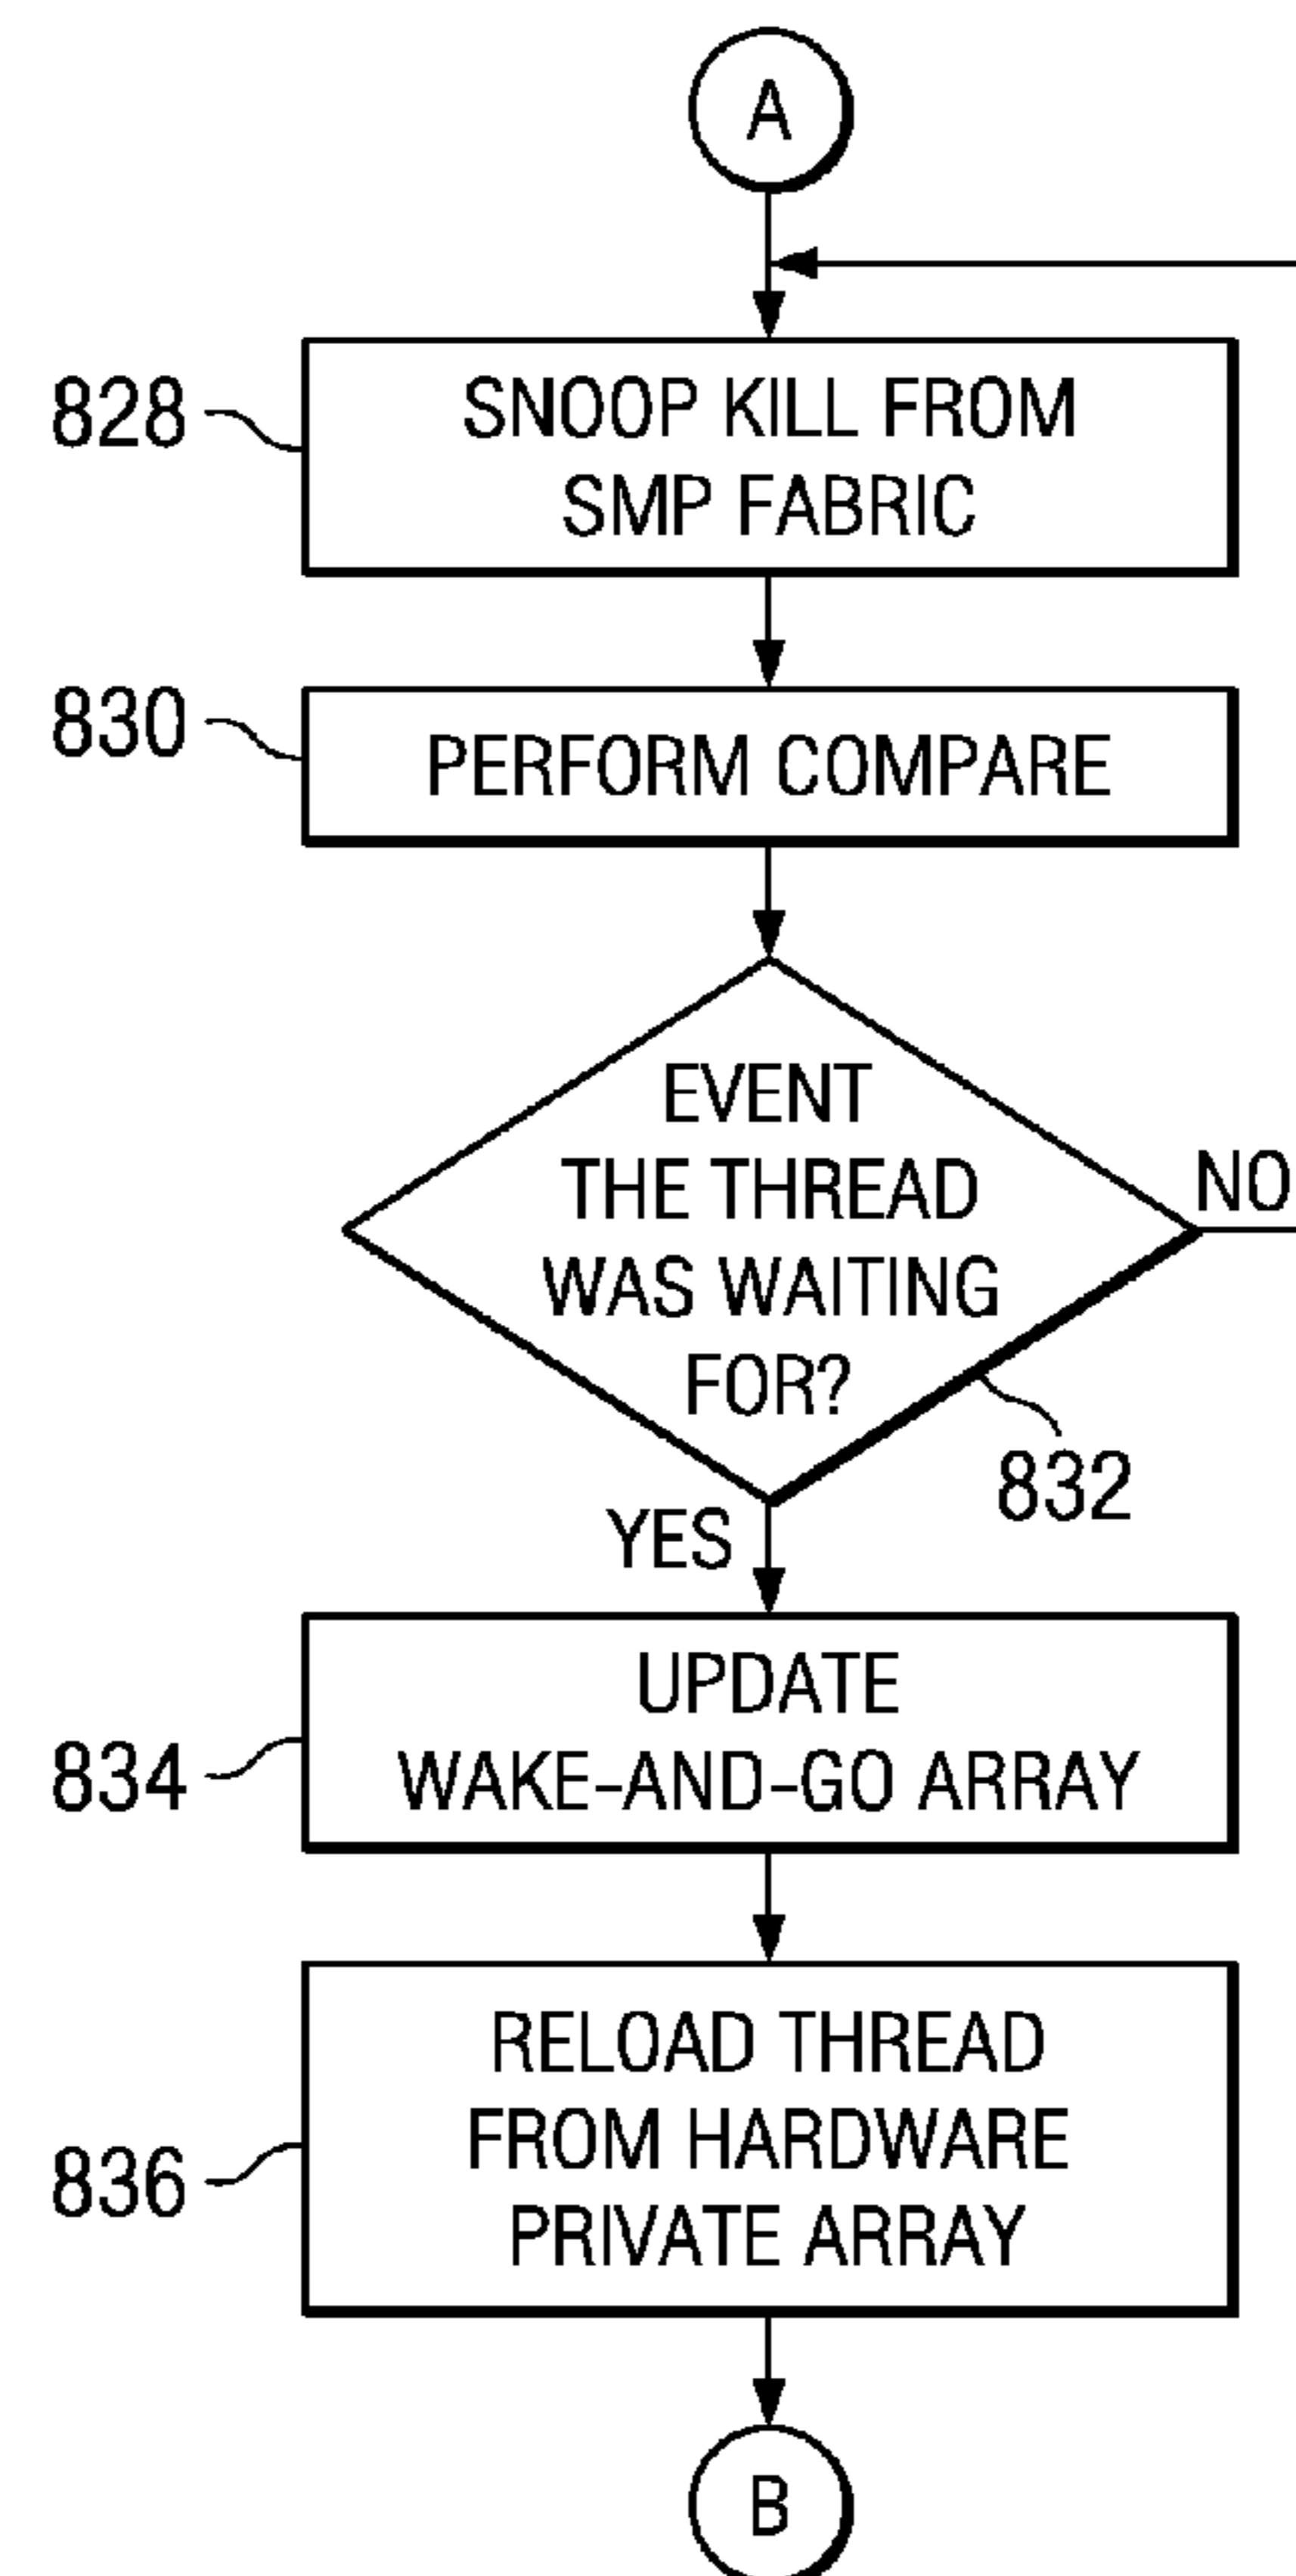 A
828
SNOOP KILL FROM
SMP FABRIC
830
PERFORM COMPARE
EVENT
THE THREAD
WAS WAITING
FOR?
NO
832
YES
834
UPDATE
WAKE-AND-GO ARRAY
836
RELOAD THREAD
FROM HARDWARE
PRIVATE ARRAY
B